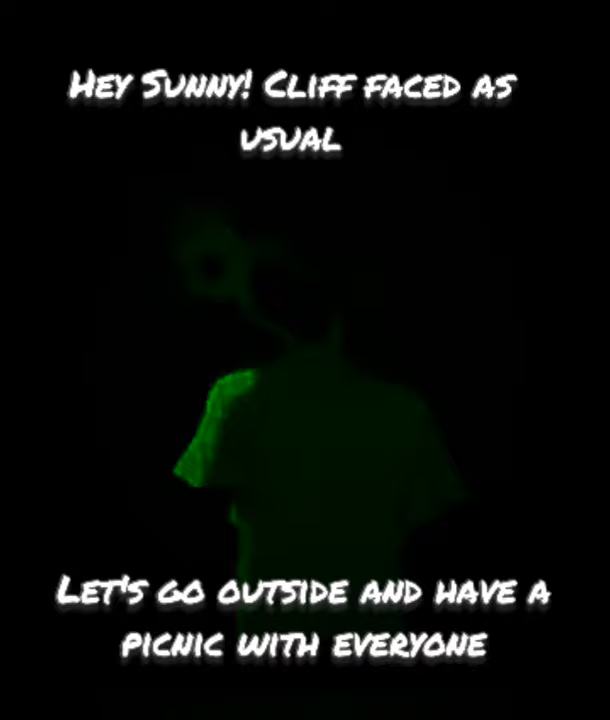 Hey Sunny! Cliff faced as
usual
Let's go outside and have a
picnic with everyone